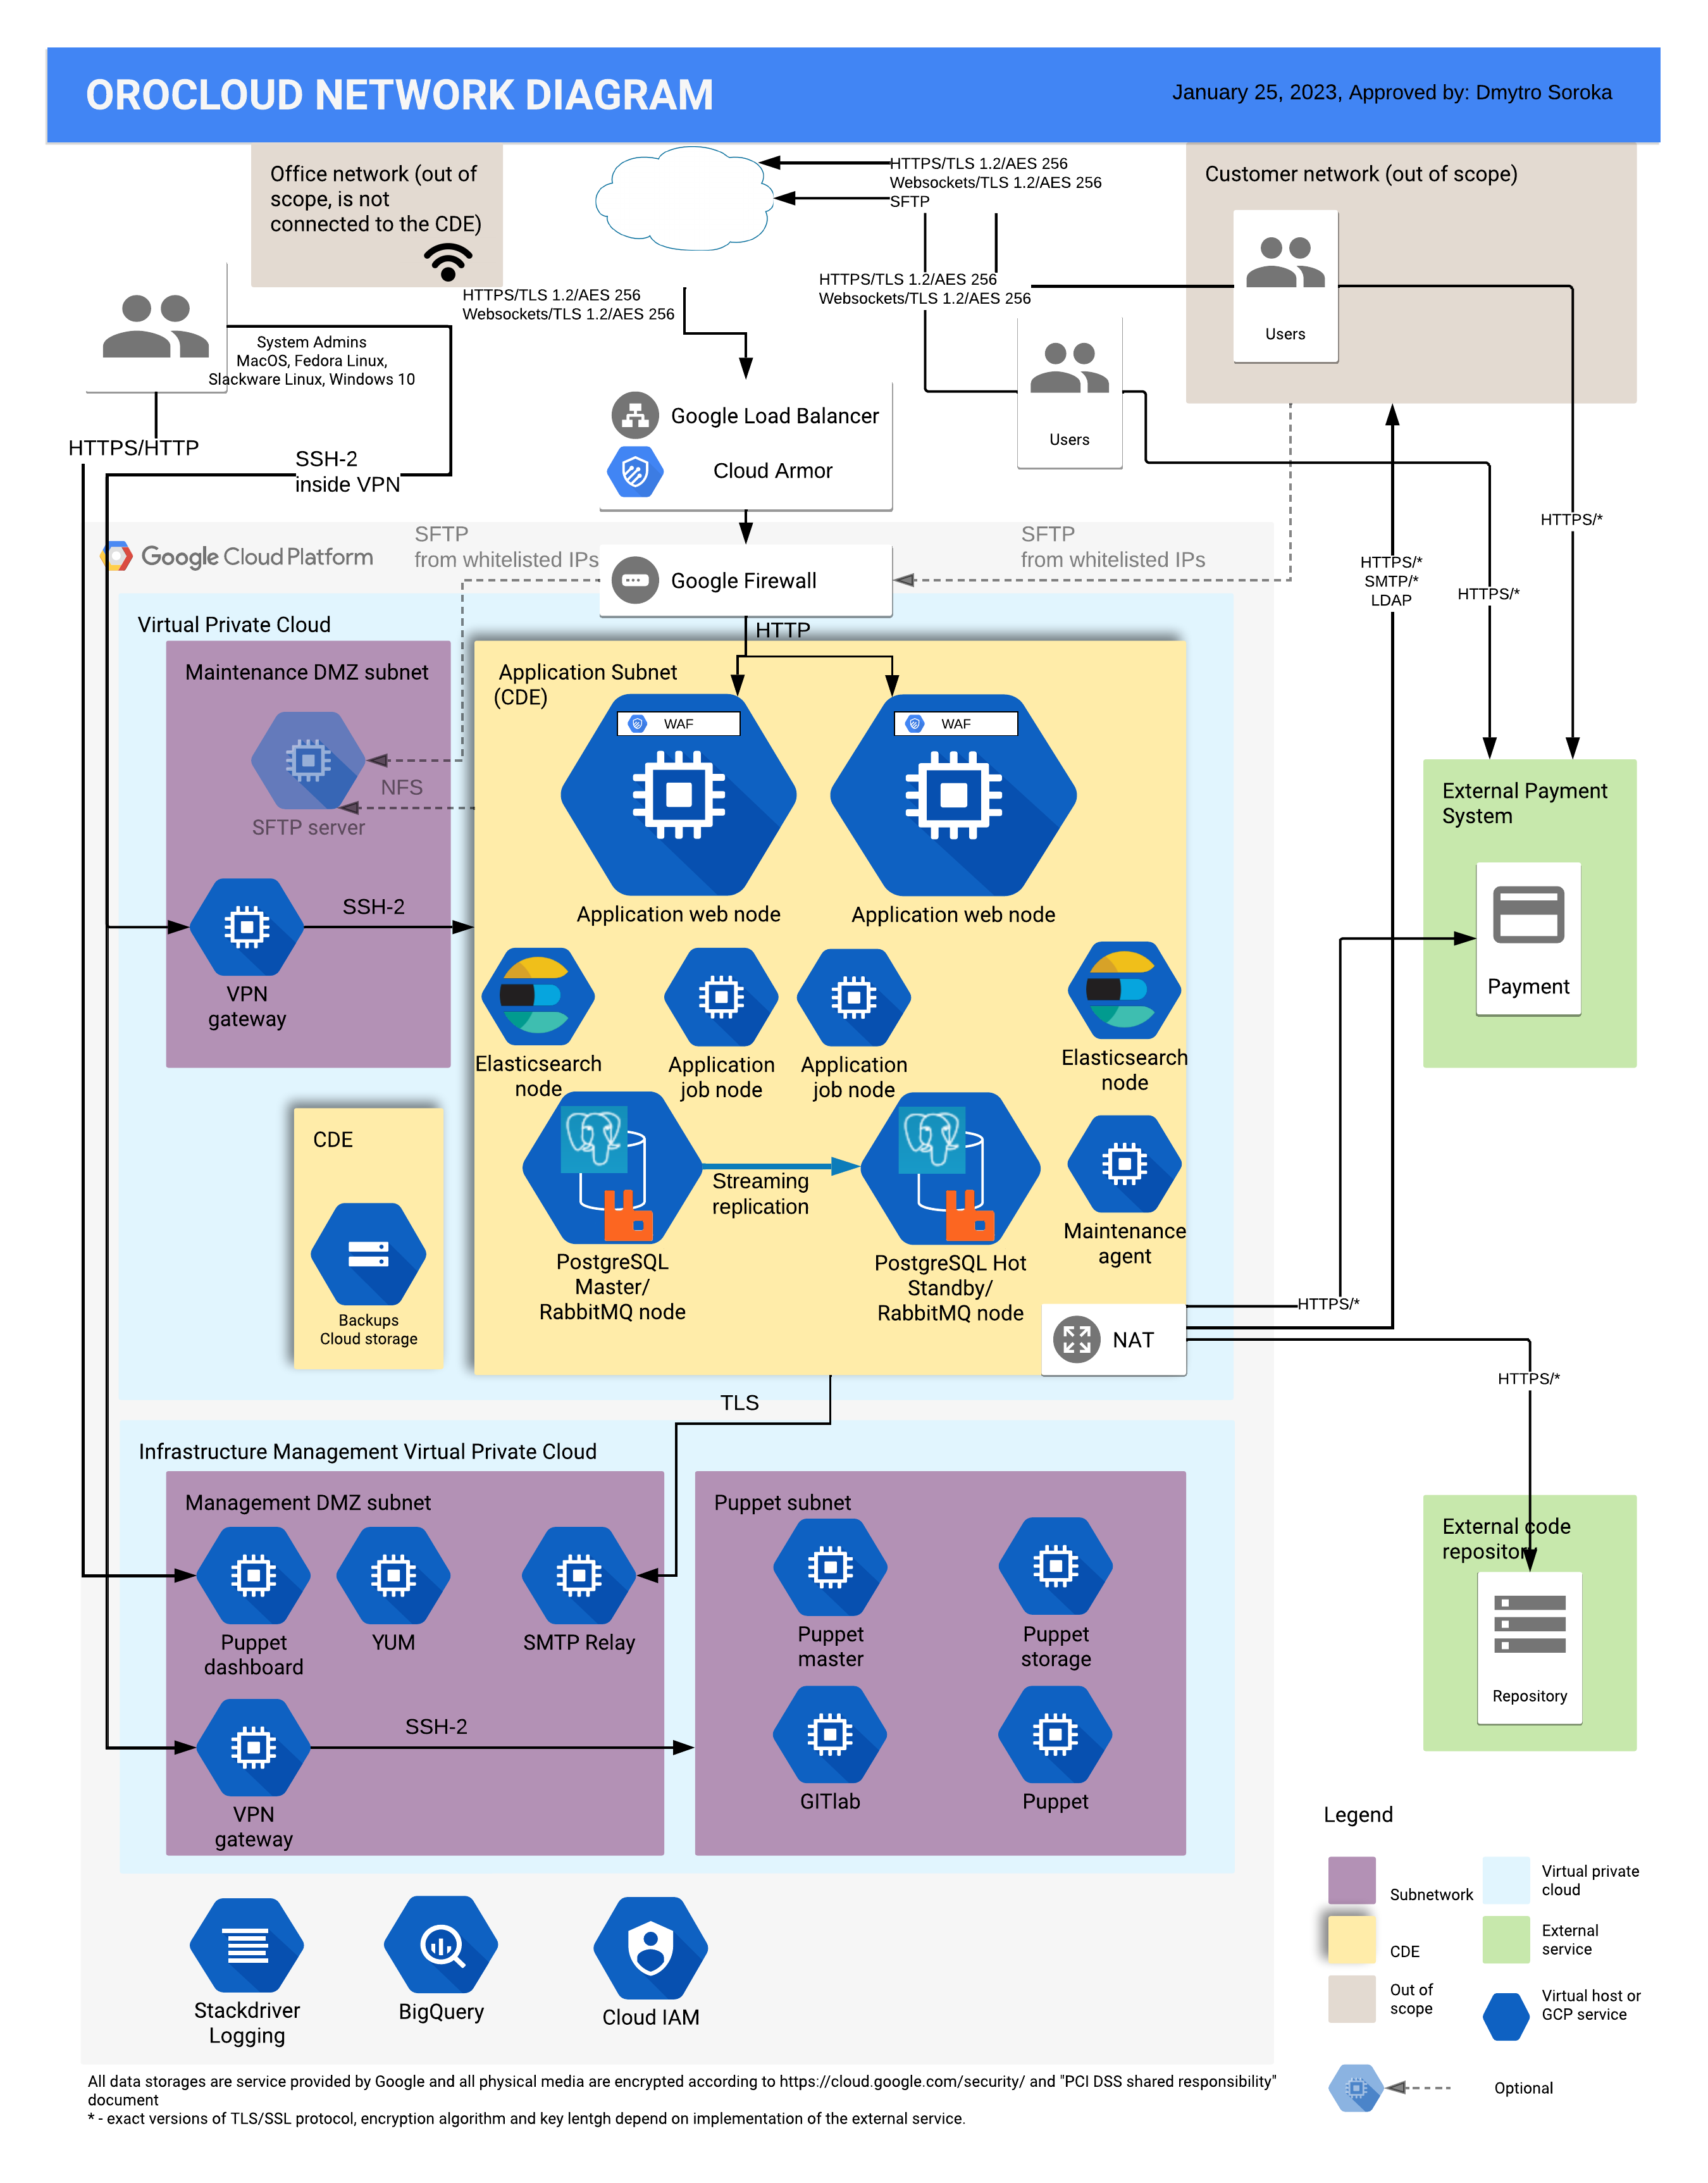 OROCLOUD NETWORK DIAGRAM
January 25, 2023, Approved by: Dmytro Soroka
Office network (out of
scope, is not
connected to the CDE)
HTTPS/TLS 1.2/AES 256
Websockets/TLS 1.2/AES 256
SFTP
Customer network (out of scope)
Users
HTTPS/TLS 1.2/AES 256
Websockets/TLS 1.2/AES 256
HTTPS/TLS 1.2/AES 256
Websockets/TLS 1.2/AES 256
System Admins
MacOS, Fedora Linux,
Slackware Linux, Windows 10
Users
HTTPS/HTTP
SSH-2
inside VPN
Google Load Balancer
Cloud Armor
Google Cloud Platform
SFTP
from whitelisted IPs
Google Firewall
SFTP
from whitelisted IPs
HTTPS/*
HTTPS/*
SMTP/*
LDAP
HTTPS/*
HTTP
Virtual Private Cloud
Maintenance DMZ subnet
SFTP server
NFS
VPN
gateway
SSH-2
Application Subnet
(CDE)
WAF
WAF
Application web node
Application web node
Elasticsearch
node
Application
job node
Application
job node
Elasticsearch
node
External Payment
System
Payment
CDE
Backups
Cloud storage
Streaming
replication
PostgreSQL
Master/
RabbitMQ node
PostgreSQL Hot
Standby/
RabbitMQ node
Maintenance
agent
NAT
HTTPS/*
HTTPS/*
TLS
Infrastructure Management Virtual Private Cloud
Management DMZ subnet
Puppet
dashboard
YUM
SMTP Relay
VPN
gateway
SSH-2
Puppet subnet
Puppet
master
Puppet
storage
GITlab
Puppet
External code
repository
Repository
Stackdriver
Logging
BigQuery
Cloud IAM
Legend
Subnetwork
Virtual private
cloud
CDE
External
service
Out of
scope
Virtual host or
GCP service
Optional
All data storages are service provided by Google and all physical media are encrypted according to https://cloud.google.com/security/ and "PCI DSS shared responsibility"
document
* - exact versions of TLS/SSL protocol, encryption algorithm and key lentgh depend on implementation of the external service.